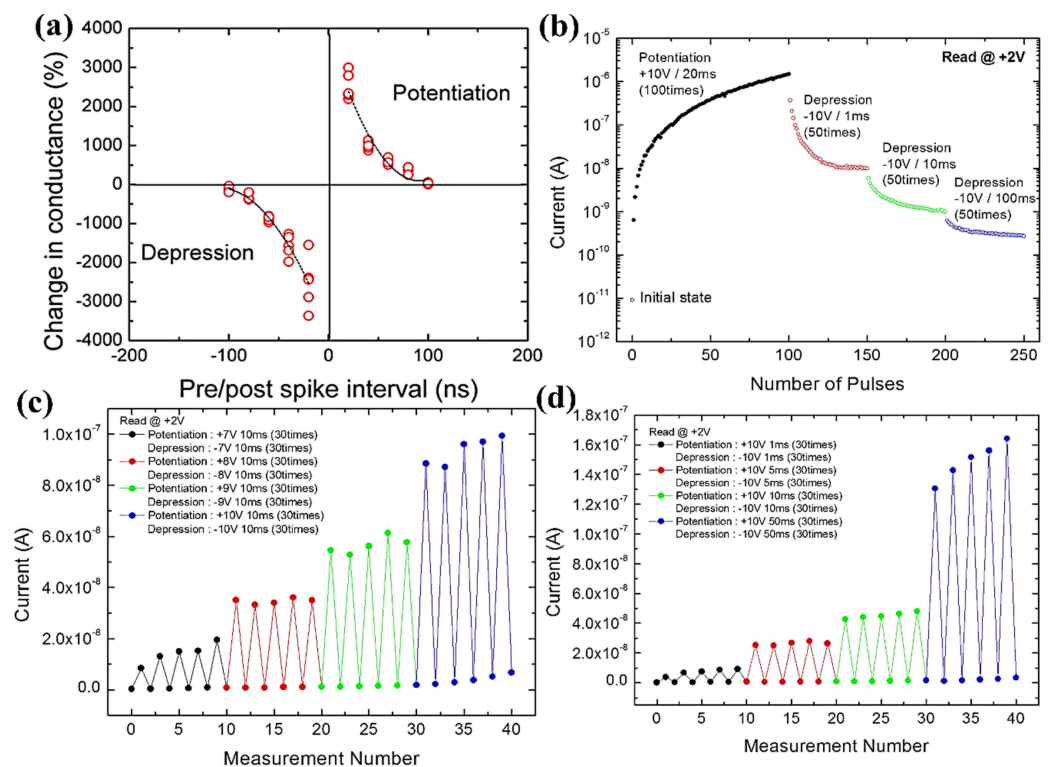 (a)
4000
3000
2000
1000
0
-1000
-2000
-3000
-4000
-200
-100
0
100
200
Change in conductance (%)
Pre/post spike interval (ns)
Potentiation
Depression
(b)
10⁻⁵
10⁻⁶
10⁻⁷
10⁻⁸
10⁻⁹
10⁻¹⁰
10⁻¹¹
10⁻¹²
0
50
100
150
200
250
Current (A)
Number of Pulses
Read @ +2V
Potentiation
+10V / 20ms
(100times)
Depression
-10V / 1ms
(50times)
Depression
-10V / 10ms
(50times)
Depression
-10V / 100ms
(50times)
Initial state
(c)
Read @ +2V
Potentiation : +7V 10ms (30times)
Depression : -7V 10ms (30times)
Potentiation : +8V 10ms (30times)
Depression : -8V 10ms (30times)
Potentiation : +9V 10ms (30times)
Depression : -9V 10ms (30times)
Potentiation : +10V 10ms (30times)
Depression : -10V 10ms (30times)
1.0x10⁻⁷
8.0x10⁻⁸
6.0x10⁻⁸
4.0x10⁻⁸
2.0x10⁻⁸
0.0
0
5
10
15
20
25
30
35
40
Current (A)
Measurement Number
(d)
Read @ +2V
Potentiation : +10V 1ms (30times)
Depression : -10V 1ms (30times)
Potentiation : +10V 5ms (30times)
Depression : -10V 5ms (30times)
Potentiation : +10V 10ms (30times)
Depression : -10V 10ms (30times)
Potentiation : +10V 50ms (30times)
Depression : -10V 50ms (30times)
1.8x10⁻⁷
1.6x10⁻⁷
1.4x10⁻⁷
1.2x10⁻⁷
1.0x10⁻⁷
8.0x10⁻⁸
6.0x10⁻⁸
4.0x10⁻⁸
2.0x10⁻⁸
0.0
0
5
10
15
20
25
30
35
40
Current (A)
Measurement Number